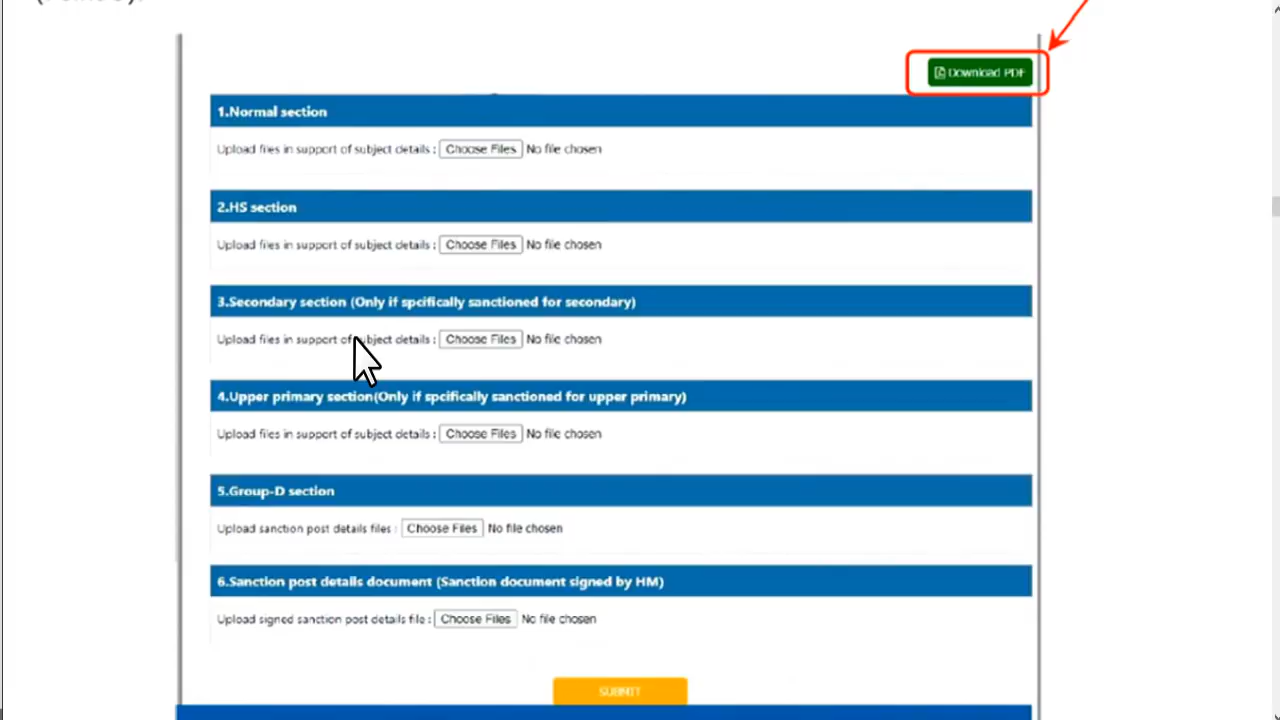 Download PDF
1.Normal section
Upload files in support of subject details : Choose Files No file chosen
2.HS section
Upload files in support of subject details : Choose Files No file chosen
3.Secondary section (Only if spcifically sanctioned for secondary)
Upload files in support of subject details : Choose Files No file chosen
4.Upper primary section(Only if spcifically sanctioned for upper primary)
Upload files in support of subject details : Choose Files No file chosen
5.Group-D section
Upload sanction post details files : Choose Files No file chosen
6.Sanction post details document (Sanction document signed by HM)
Upload signed sanction post details file : Choose Files No file chosen
SUBMIT